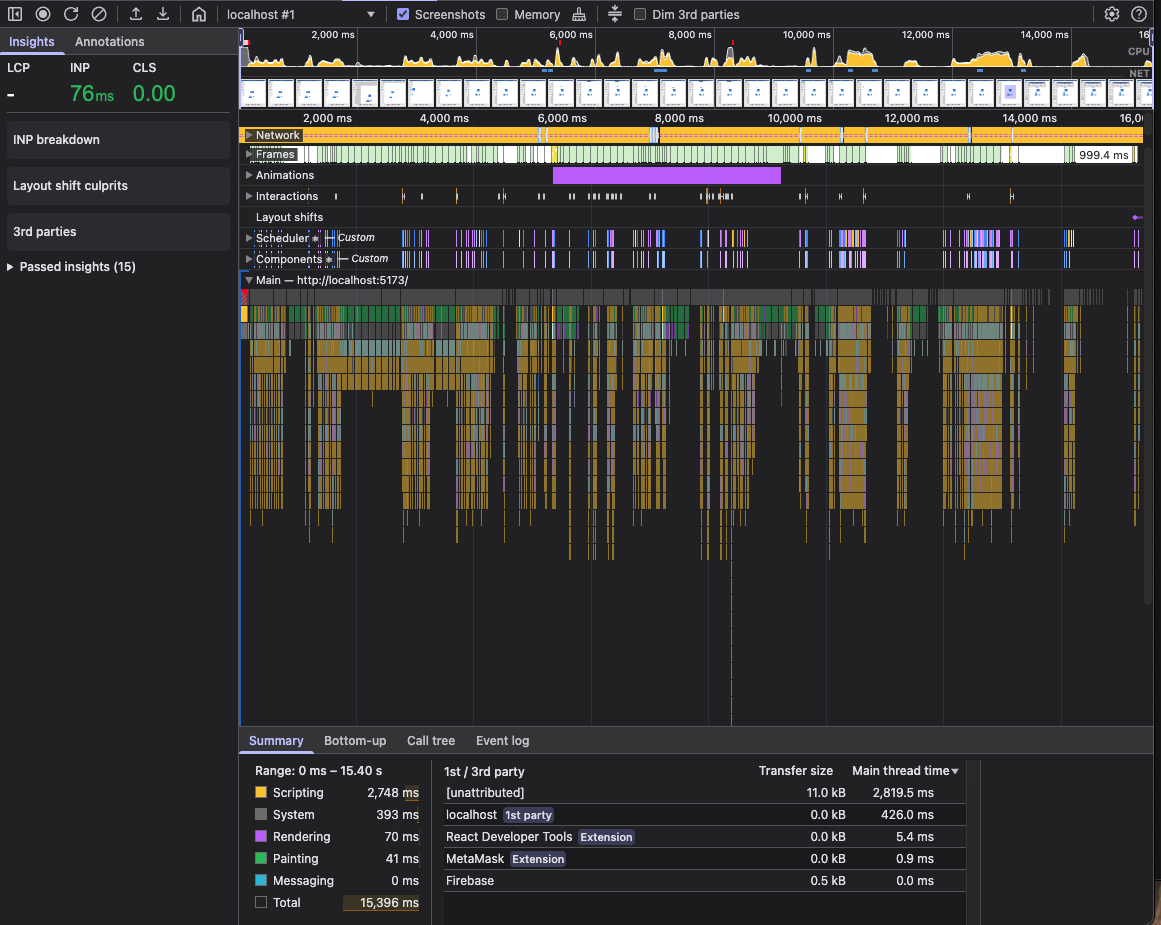 localhost #1 Screenshots Memory Dim 3rd parties
Insights Annotations
LCP INP CLS
- 76ms 0.00
INP breakdown
Layout shift culprits
3rd parties
Passed insights (15)
2,000 ms 4,000 ms 6,000 ms 8,000 ms 10,000 ms 12,000 ms 14,000 ms 16
CPU
NET
2,000 ms 4,000 ms 6,000 ms 8,000 ms 10,000 ms 12,000 ms 14,000 ms 16,0
Network
Frames 999.4 ms
Animations
Interactions
Layout shifts
Scheduler ⚛ — Custom
Components ⚛ — Custom
Main — http://localhost:5173/
Summary Bottom-up Call tree Event log
Range: 0 ms – 15.40 s
Scripting 2,748 ms
System 393 ms
Rendering 70 ms
Painting 41 ms
Messaging 0 ms
Total 15,396 ms
1st / 3rd party Transfer size Main thread time
[unattributed] 11.0 kB 2,819.5 ms
localhost 1st party 0.0 kB 426.0 ms
React Developer Tools Extension 0.0 kB 5.4 ms
MetaMask Extension 0.0 kB 0.9 ms
Firebase 0.5 kB 0.0 ms